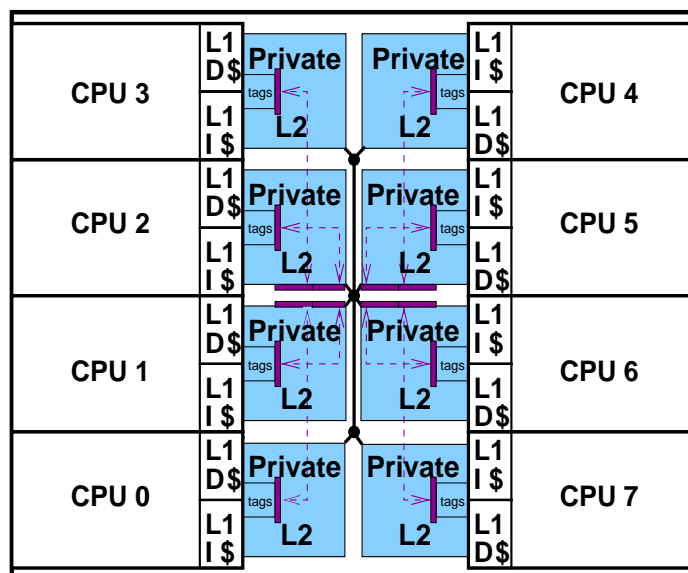 CPU 3
L1
D$
L1
I $
Private
tags
L2
Private
tags
L2
L1
I $
L1
D$
CPU 4
CPU 2
L1
D$
L1
I $
Private
tags
L2
Private
tags
L2
L1
I $
L1
D$
CPU 5
CPU 1
L1
D$
L1
I $
Private
tags
L2
Private
tags
L2
L1
I $
L1
D$
CPU 6
CPU 0
L1
D$
L1
I $
Private
tags
L2
Private
tags
L2
L1
I $
L1
D$
CPU 7